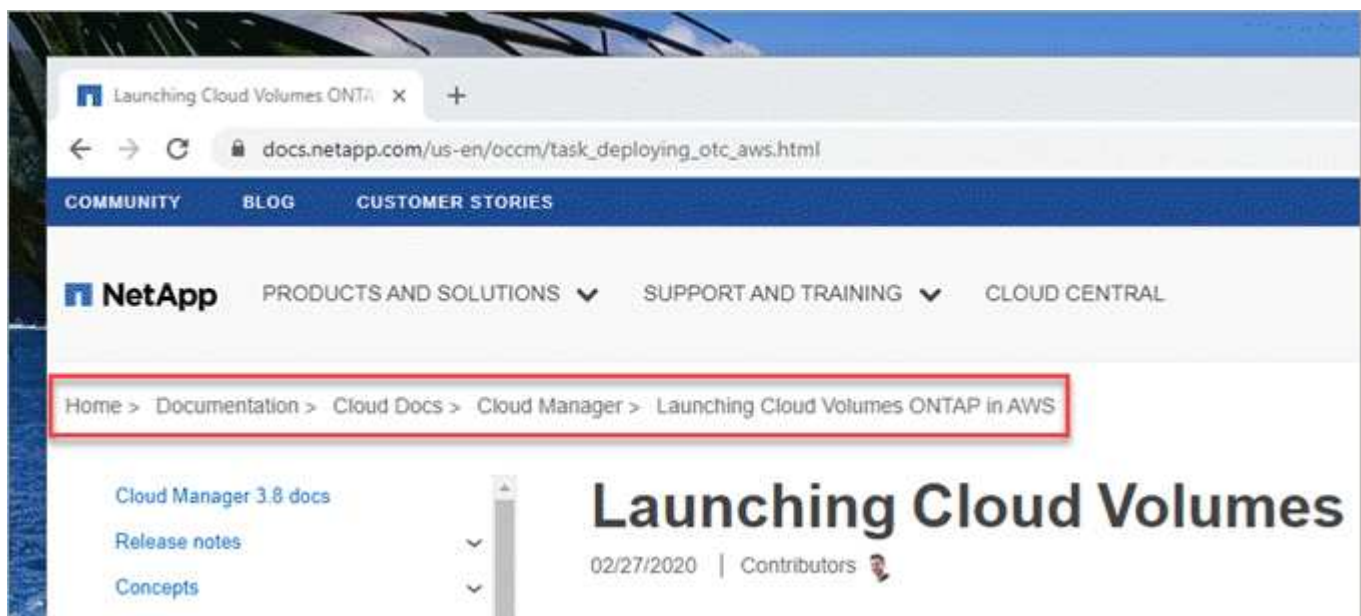 Launching Cloud Volumes ONTA
docs.netapp.com/us-en/occm/task_deploying_otc_aws.html
COMMUNITY BLOG CUSTOMER STORIES
NetApp PRODUCTS AND SOLUTIONS SUPPORT AND TRAINING CLOUD CENTRAL
Home > Documentation > Cloud Docs > Cloud Manager > Launching Cloud Volumes ONTAP in AWS
Cloud Manager 3.8 docs
Release notes
Concepts
Launching Cloud Volumes
02/27/2020 | Contributors